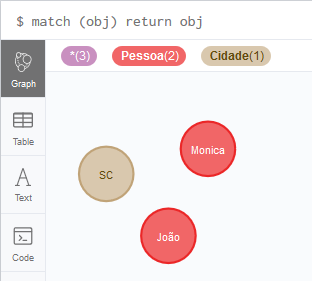 $ match (obj) return obj
*(3) Pessoa(2) Cidade(1)
Graph
Table
Text
Code
Monica
SC
João